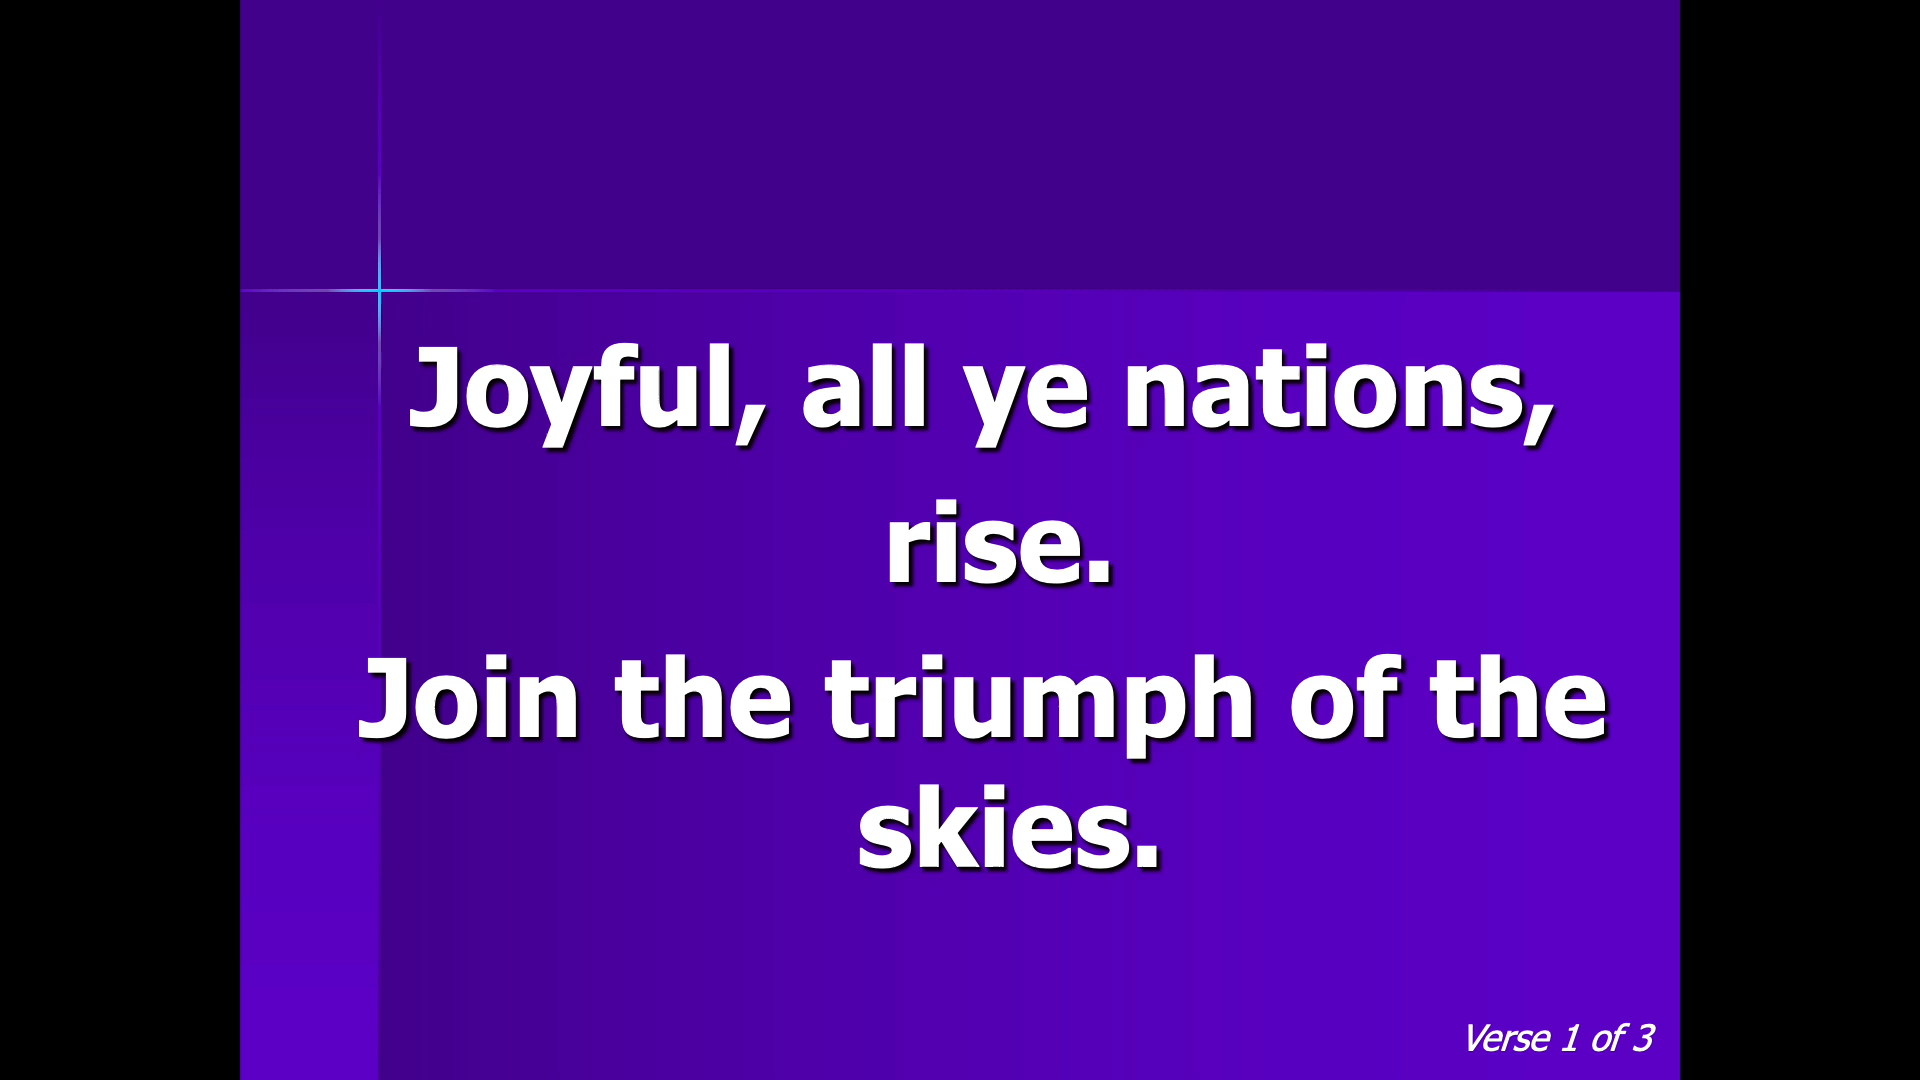 Joyful, all ye nations,
rise.
Join the triumph of the
skies.
Verse 1 of 3